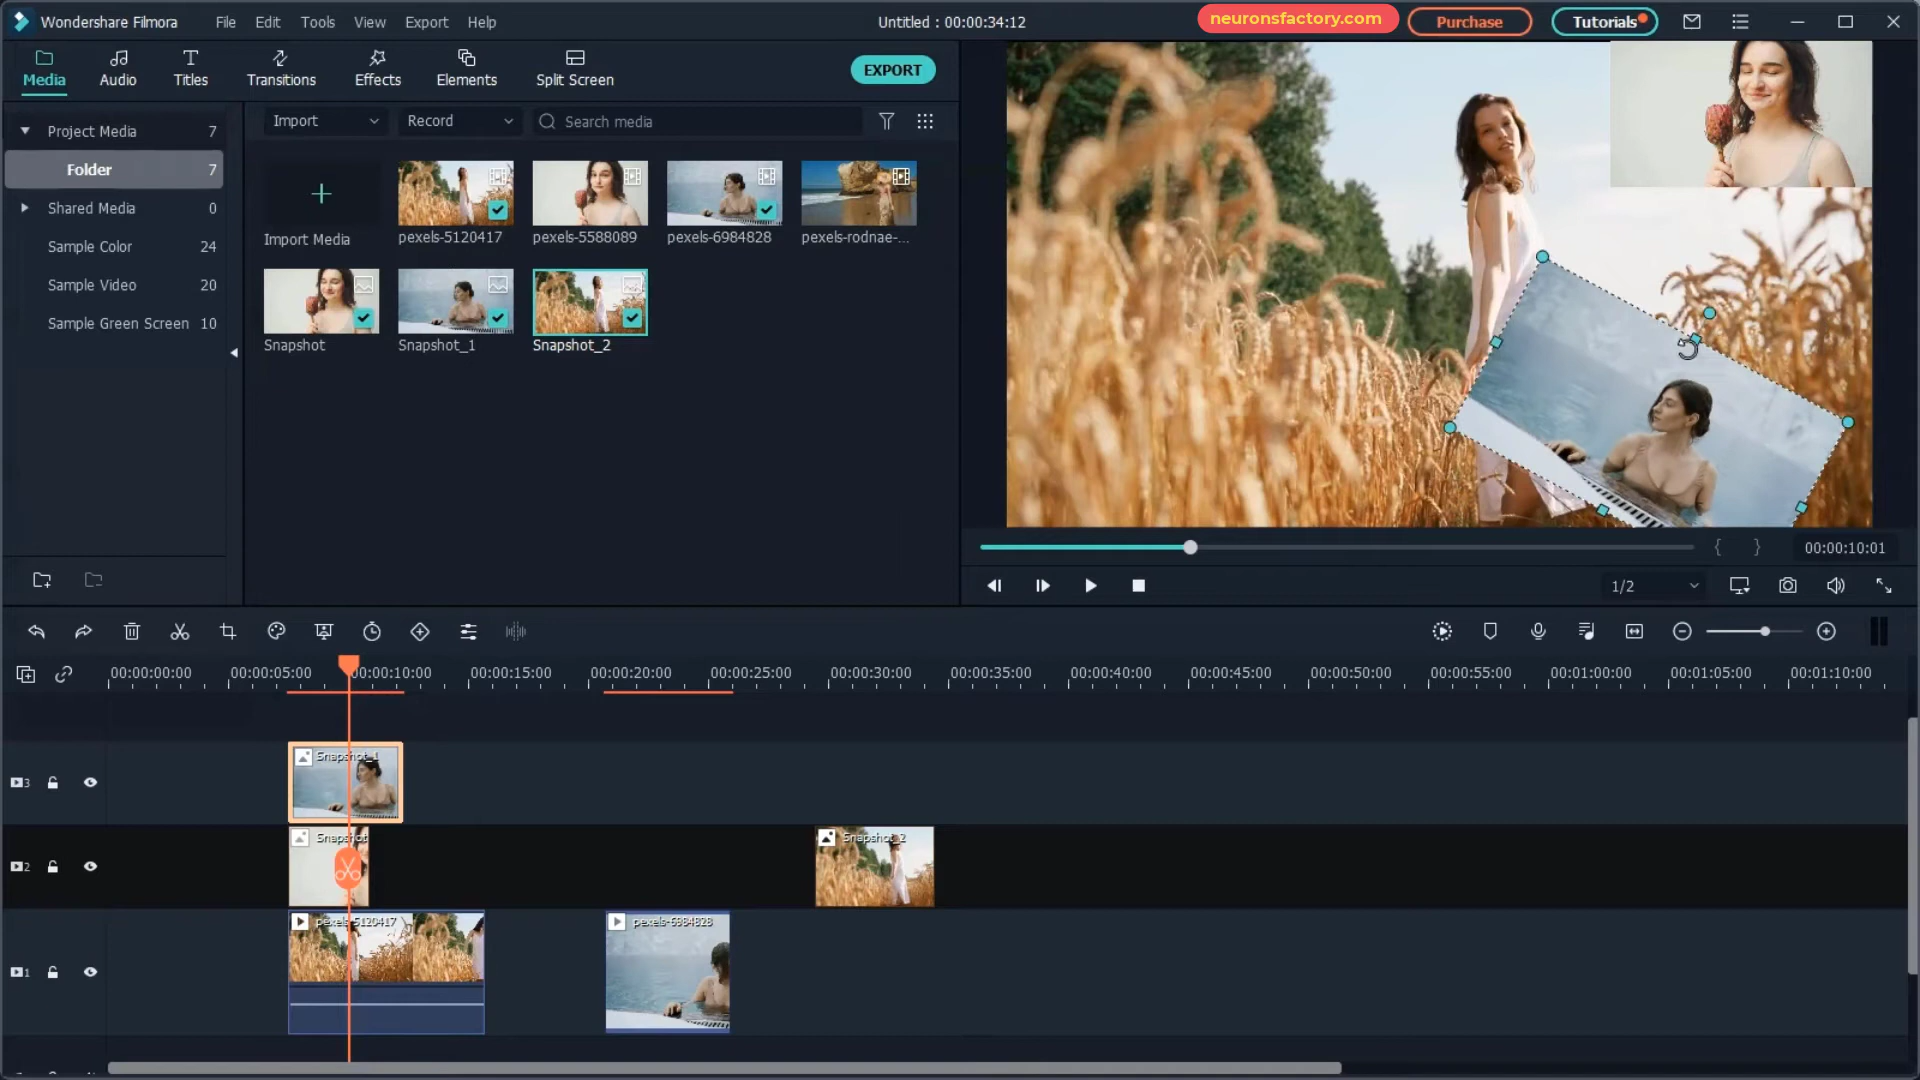 Wondershare Filmora File Edit Tools View Export Help Untitled : 00:00:34:12 neuronsfactory.com Purchase Tutorials
Media Audio Titles Transitions Effects Elements Split Screen EXPORT
Project Media 7 Import Record Search media
Folder 7
Shared Media 0
Sample Color 24
Sample Video 20
Sample Green Screen 10
Import Media pexels-5120417 pexels-5588089 pexels-6984828 pexels-rodnae-...
Snapshot Snapshot_1 Snapshot_2
{ } 00:00:10:01
1/2
00:00:00:00 00:00:05:00 00:00:10:00 00:00:15:00 00:00:20:00 00:00:25:00 00:00:30:00 00:00:35:00 00:00:40:00 00:00:45:00 00:00:50:00 00:00:55:00 00:01:00:00 00:01:05:00 00:01:10:00
Snapshot_1
3
Snapshot Snapshot_2
2
pexels-5120417 pexels-6984828
1